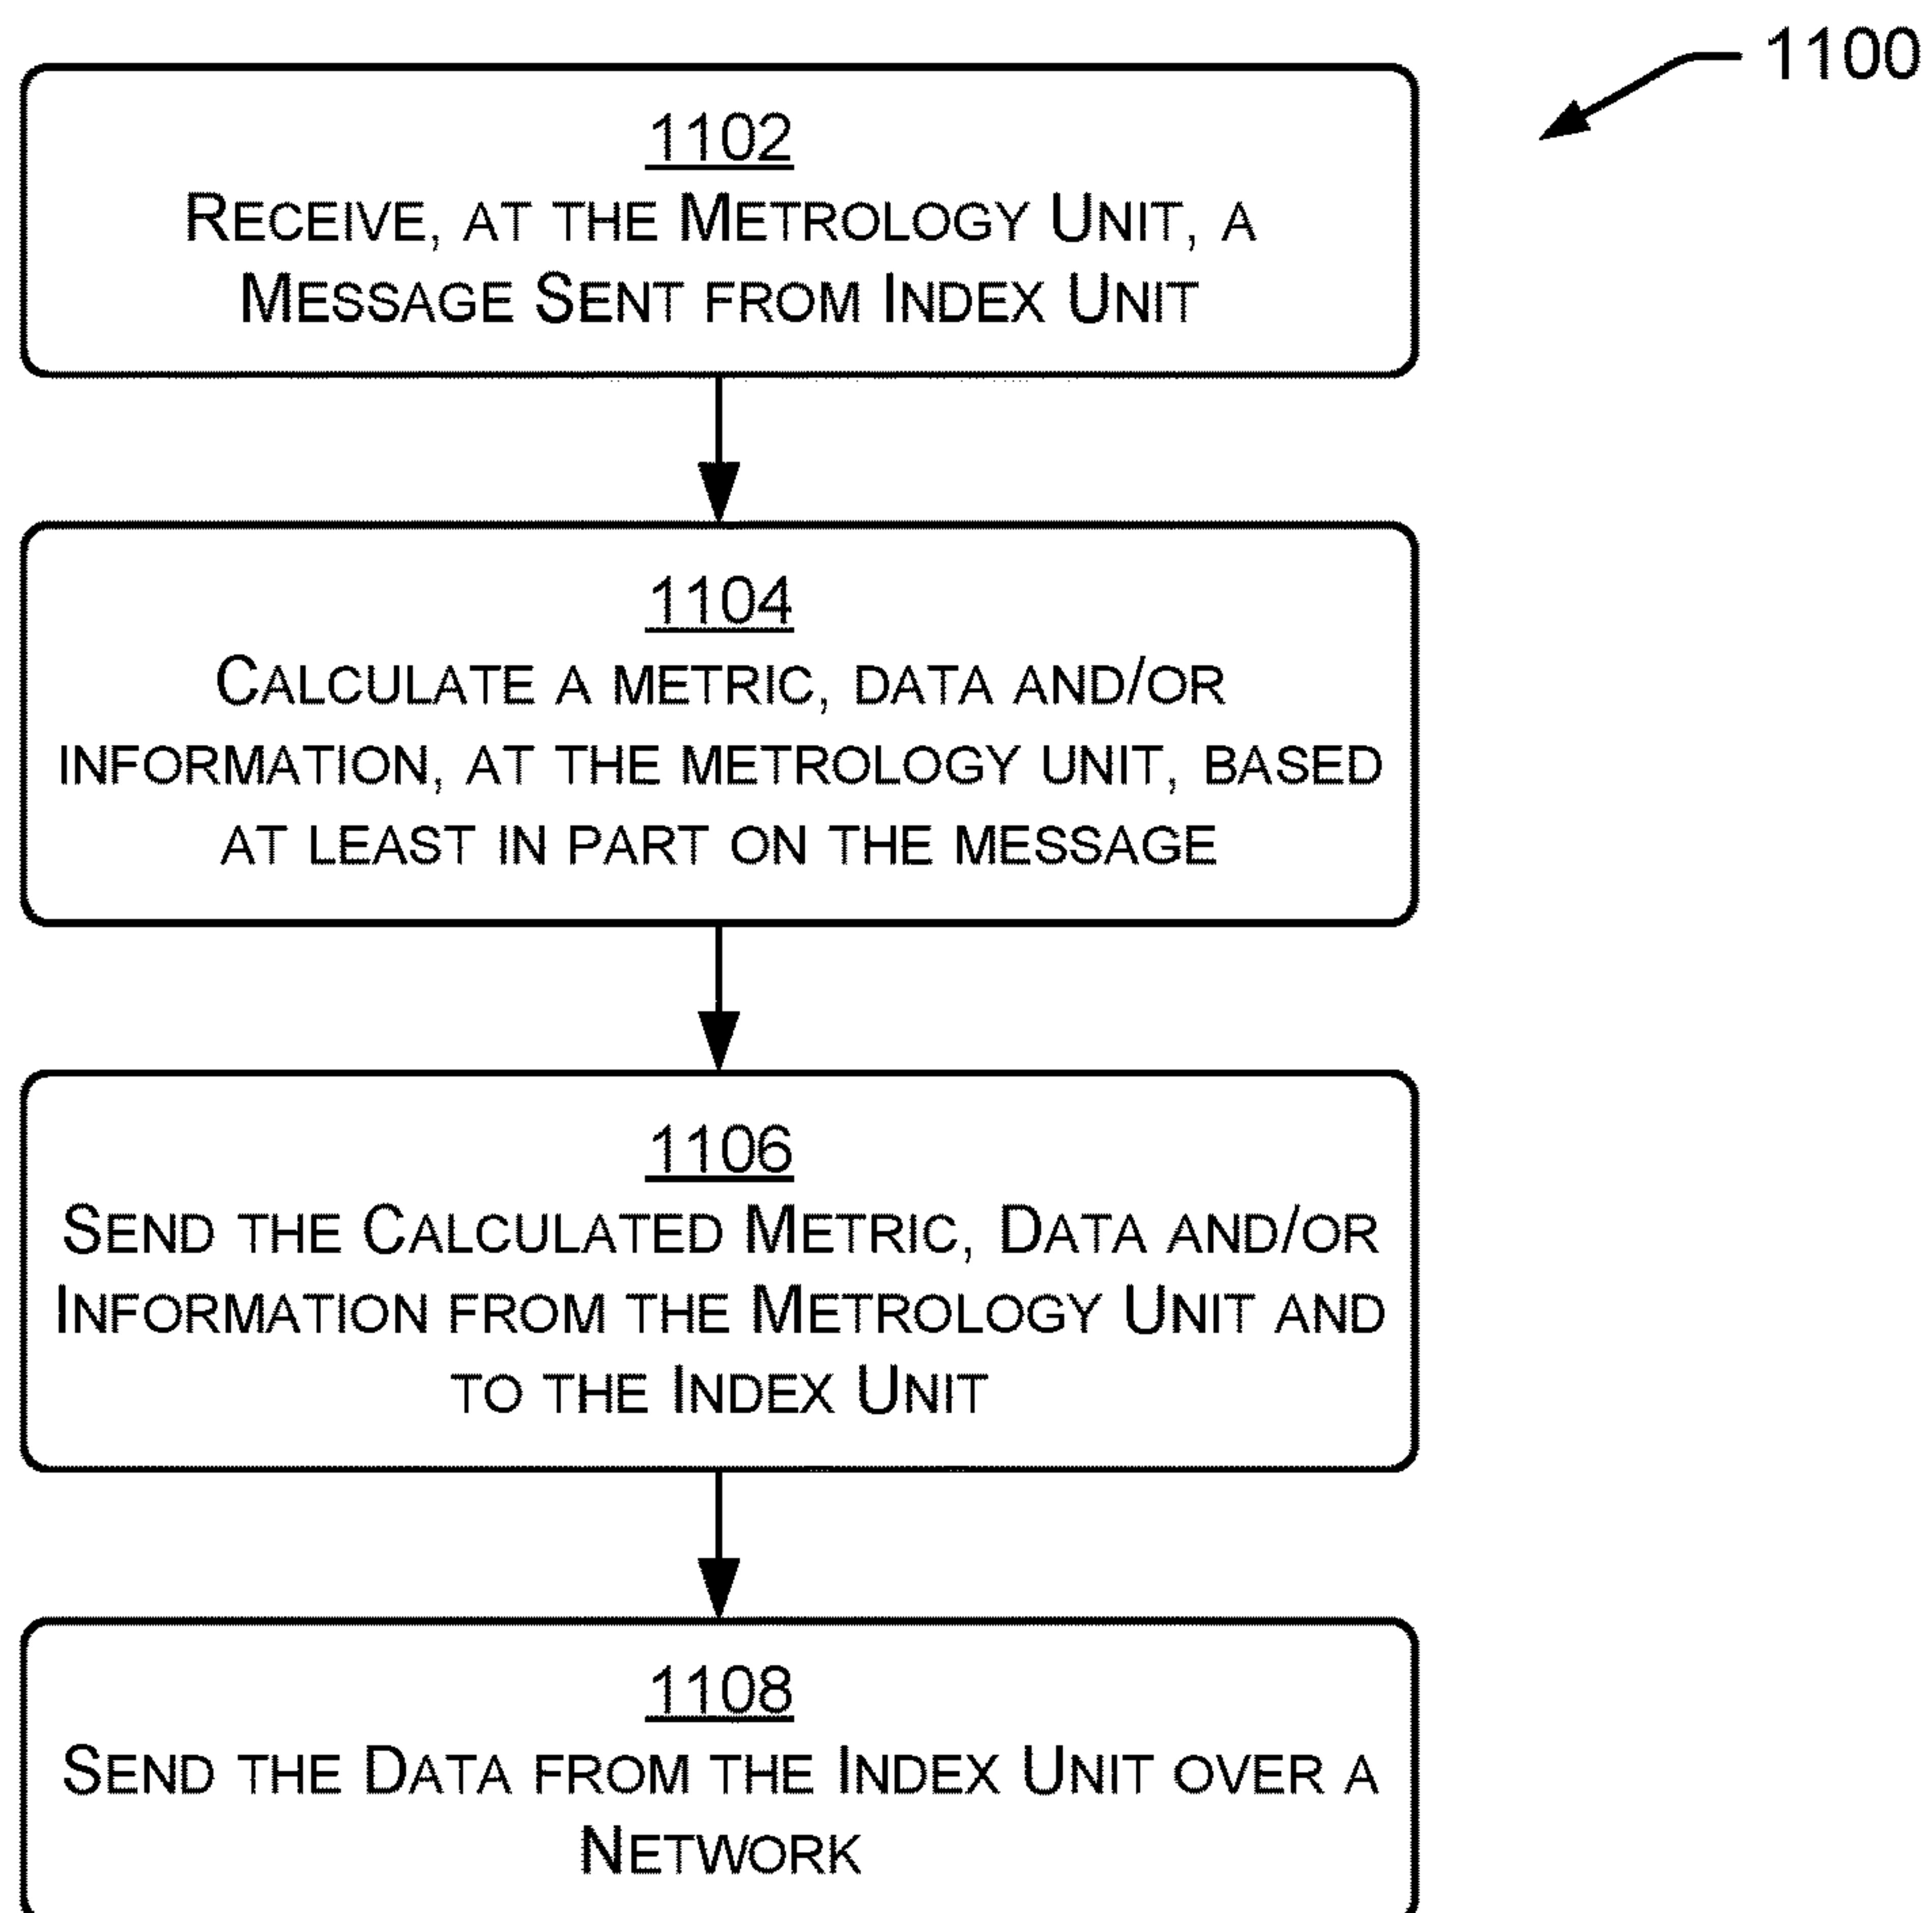 1100
1102
RECEIVE, AT THE METROLOGY UNIT, A
MESSAGE SENT FROM INDEX UNIT
1104
CALCULATE A METRIC, DATA AND/OR
INFORMATION, AT THE METROLOGY UNIT, BASED
AT LEAST IN PART ON THE MESSAGE
1106
SEND THE CALCULATED METRIC, DATA AND/OR
INFORMATION FROM THE METROLOGY UNIT AND
TO THE INDEX UNIT
1108
SEND THE DATA FROM THE INDEX UNIT OVER A
NETWORK